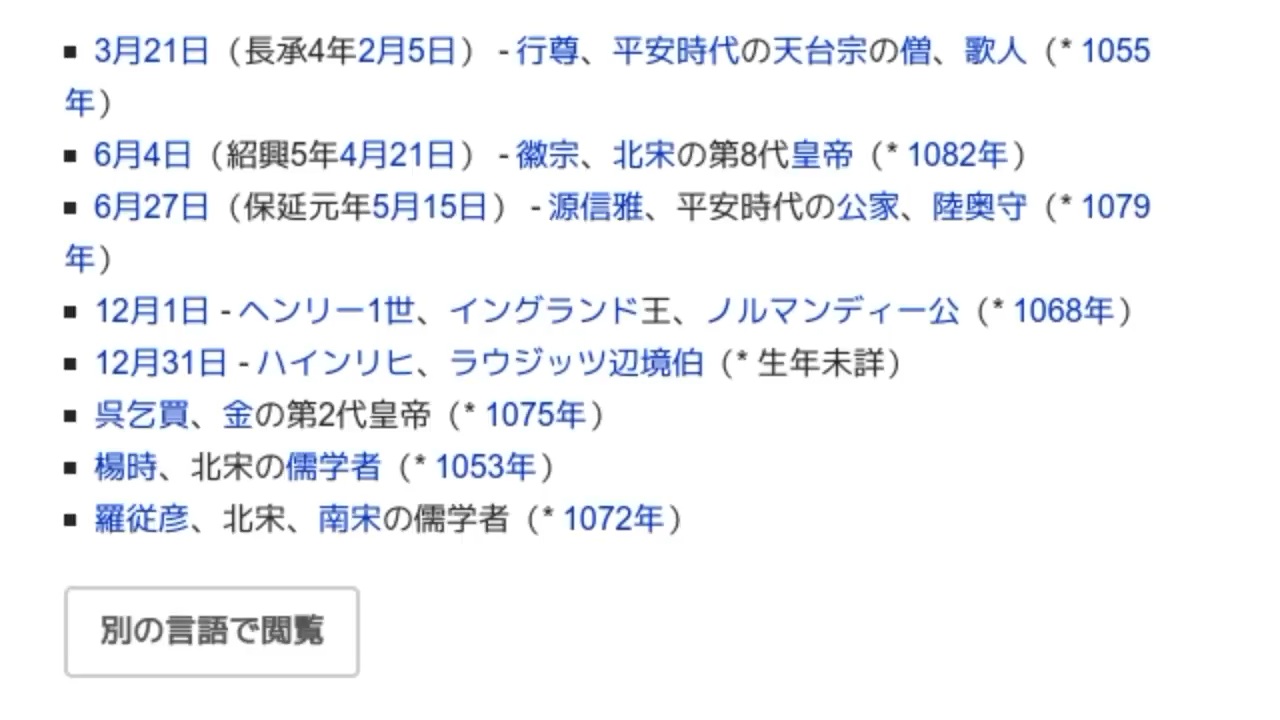 ▪ 3月21日（長承4年2月5日） - 行尊、平安時代の天台宗の僧、歌人（* 1055
年）
▪ 6月4日（紹興5年4月21日） - 徽宗、北宋の第8代皇帝（* 1082年）
▪ 6月27日（保延元年5月15日） - 源信雅、平安時代の公家、陸奥守（* 1079
年）
▪ 12月1日 - ヘンリー1世、イングランド王、ノルマンディー公（* 1068年）
▪ 12月31日 - ハインリヒ、ラウジッツ辺境伯（* 生年未詳）
▪ 呉乞買、金の第2代皇帝（* 1075年）
▪ 楊時、北宋の儒学者（* 1053年）
▪ 羅従彦、北宋、南宋の儒学者（* 1072年）
別の言語で閲覧